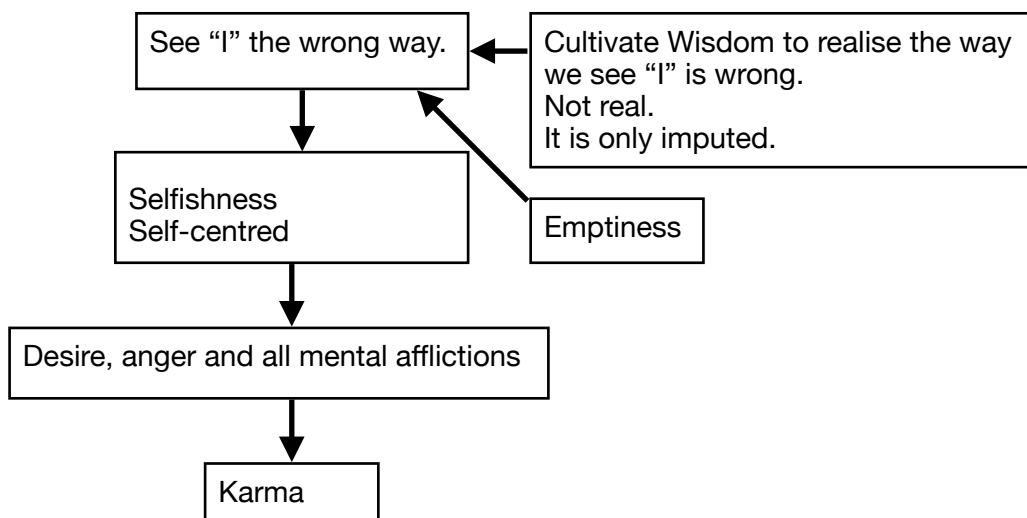 See “I” the wrong way.
Cultivate Wisdom to realise the way
we see “I” is wrong.
Not real.
It is only imputed.
Selfishness
Self-centred
Emptiness
Desire, anger and all mental afflictions
Karma